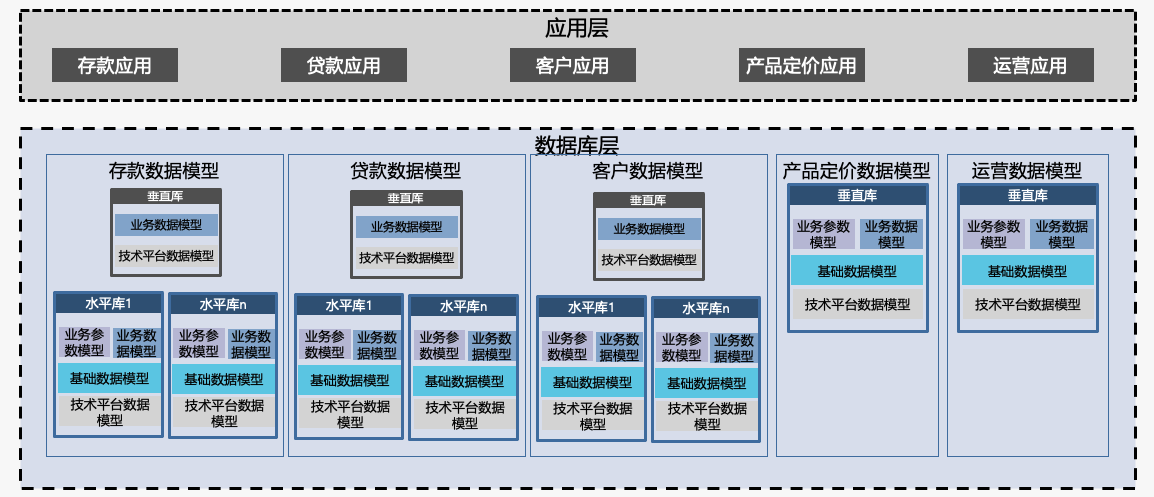 应用层
存款应用
贷款应用
客户应用
产品定价应用
运营应用
数据库层
存款数据模型
垂直库
业务数据模型
技术平台数据模型
水平库1
业务参
数模型
业务数
据模型
基础数据模型
技术平台数据
模型
水平库n
业务参
数模型
业务数
据模型
基础数据模型
技术平台数据
模型
贷款数据模型
垂直库
业务数据模型
技术平台数据模型
水平库1
业务参
数模型
业务数
据模型
基础数据模型
技术平台数据
模型
水平库n
业务参
数模型
业务数
据模型
基础数据模型
技术平台数据
模型
客户数据模型
垂直库
业务数据模型
技术平台数据模型
水平库1
业务参
数模型
业务数
据模型
基础数据模型
技术平台数据
模型
水平库n
业务参
数模型
业务数
据模型
基础数据模型
技术平台数据
模型
产品定价数据模型
垂直库
业务参数
模型
业务数据
模型
基础数据模型
技术平台数据模型
运营数据模型
垂直库
业务参数
模型
业务数据
模型
基础数据模型
技术平台数据模型